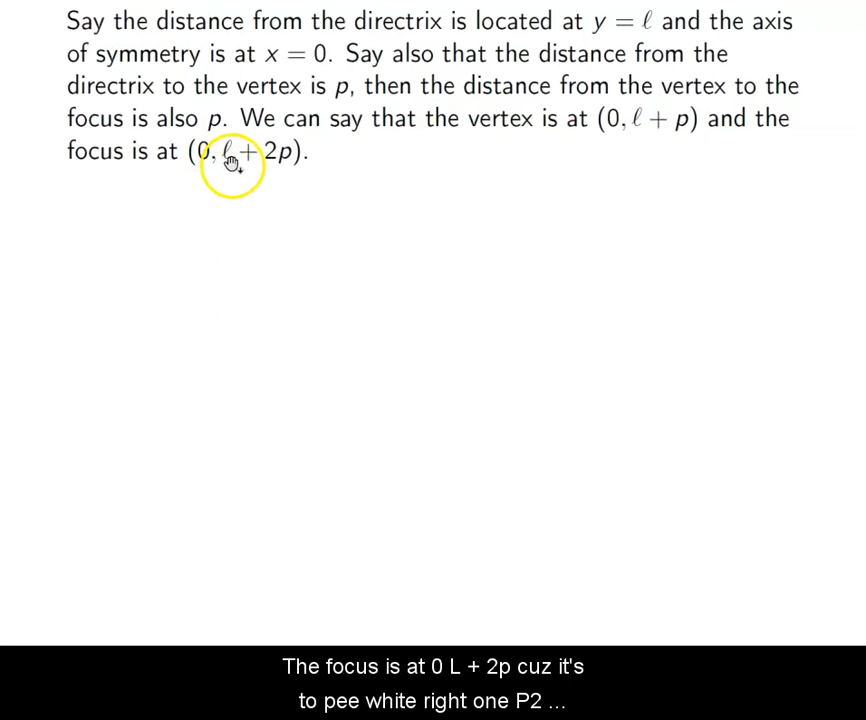 Say the distance from the directrix is located at y = ℓ and the axis
of symmetry is at x = 0. Say also that the distance from the
directrix to the vertex is p, then the distance from the vertex to the
focus is also p. We can say that the vertex is at (0, ℓ + p) and the
focus is at (0, ℓ + 2p).
The focus is at 0 L + 2p cuz it's
to pee white right one P2 ...